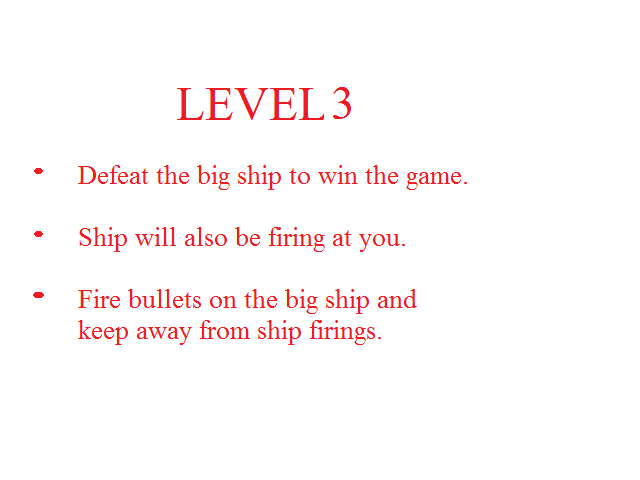 LEVEL 3
• Defeat the big ship to win the game.
• Ship will also be firing at you.
• Fire bullets on the big ship and
keep away from ship firings.